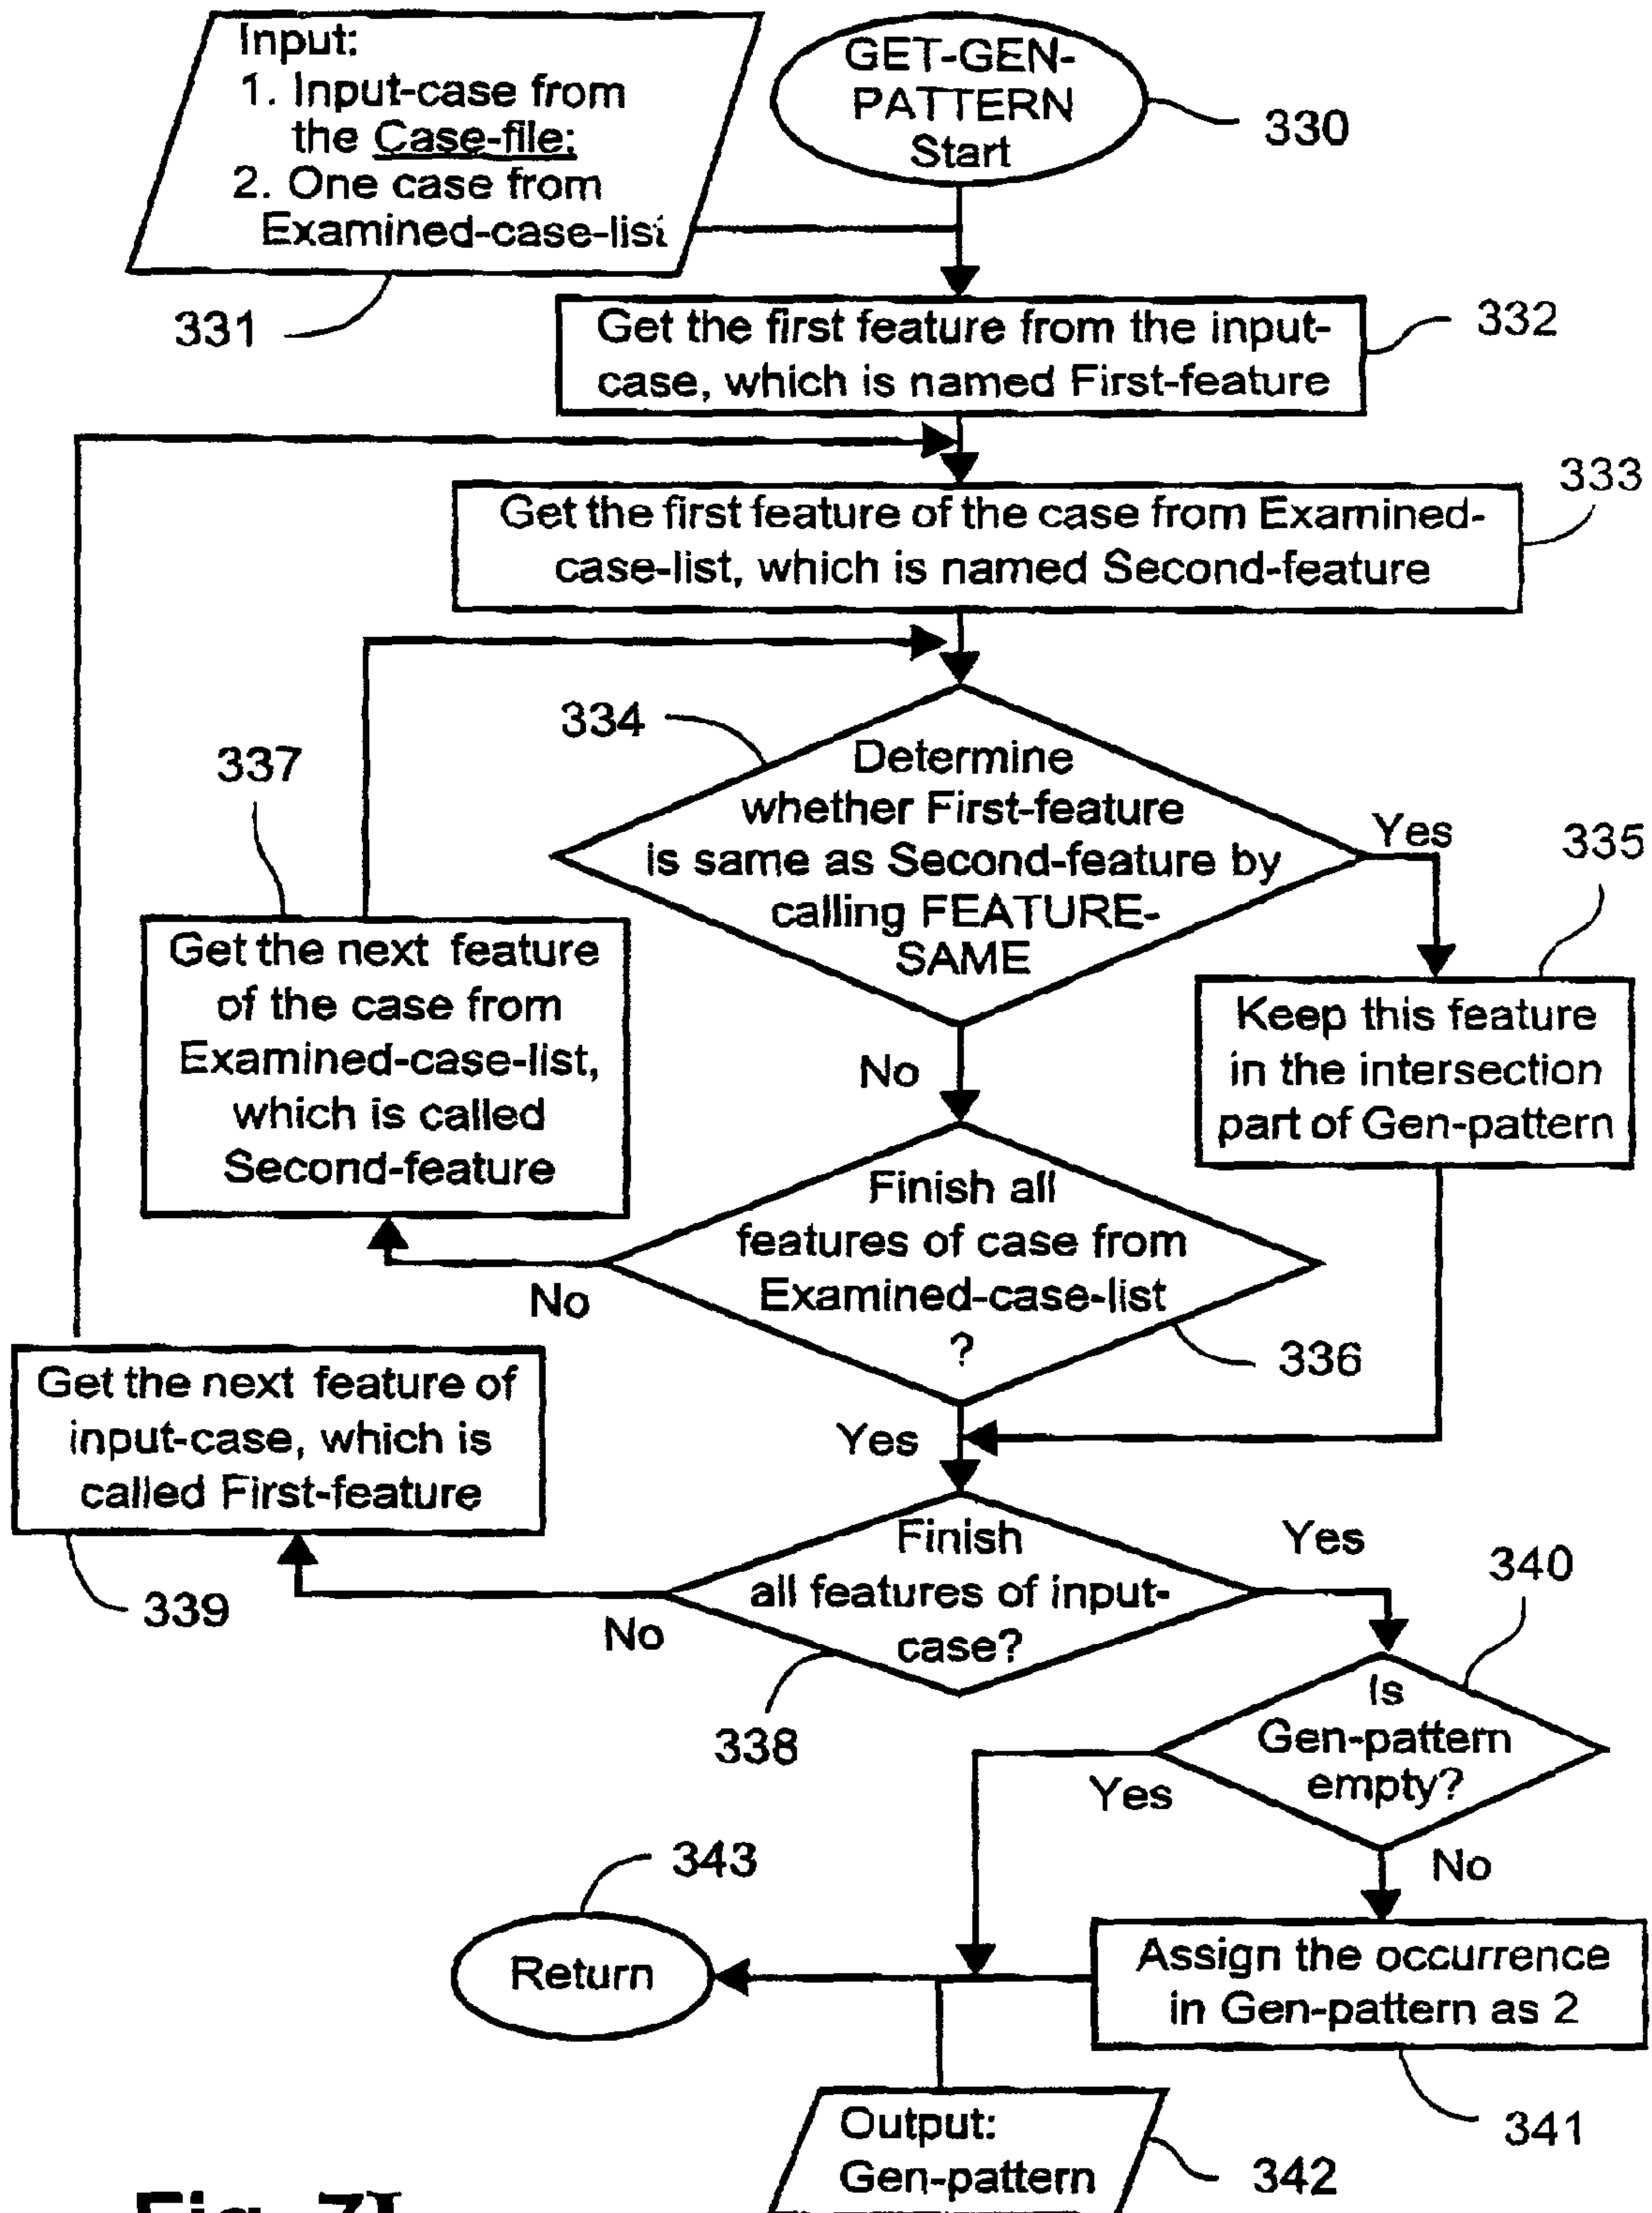 Input:
1. Input-case from
the Case-file;
2. One case from
Examined-case-list
331
GET-GEN-
PATTERN
Start
330
Get the first feature from the input-
case, which is named First-feature
332
Get the first feature of the case from Examined-
case-list, which is named Second-feature
333
334
Determine
whether First-feature
is same as Second-feature by
calling FEATURE-
SAME
Yes
335
337
Get the next feature
of the case from
Examined-case-list,
which is called
Second-feature
No
Keep this feature
in the intersection
part of Gen-pattern
Finish all
features of case from
Examined-case-list
?
No
336
Get the next feature of
input-case, which is
called First-feature
Yes
339
Finish
all features of input-
case?
No
Yes
338
340
Is
Gen-pattern
empty?
Yes
No
343
Return
Assign the occurrence
in Gen-pattern as 2
341
Output:
Gen-pattern
342